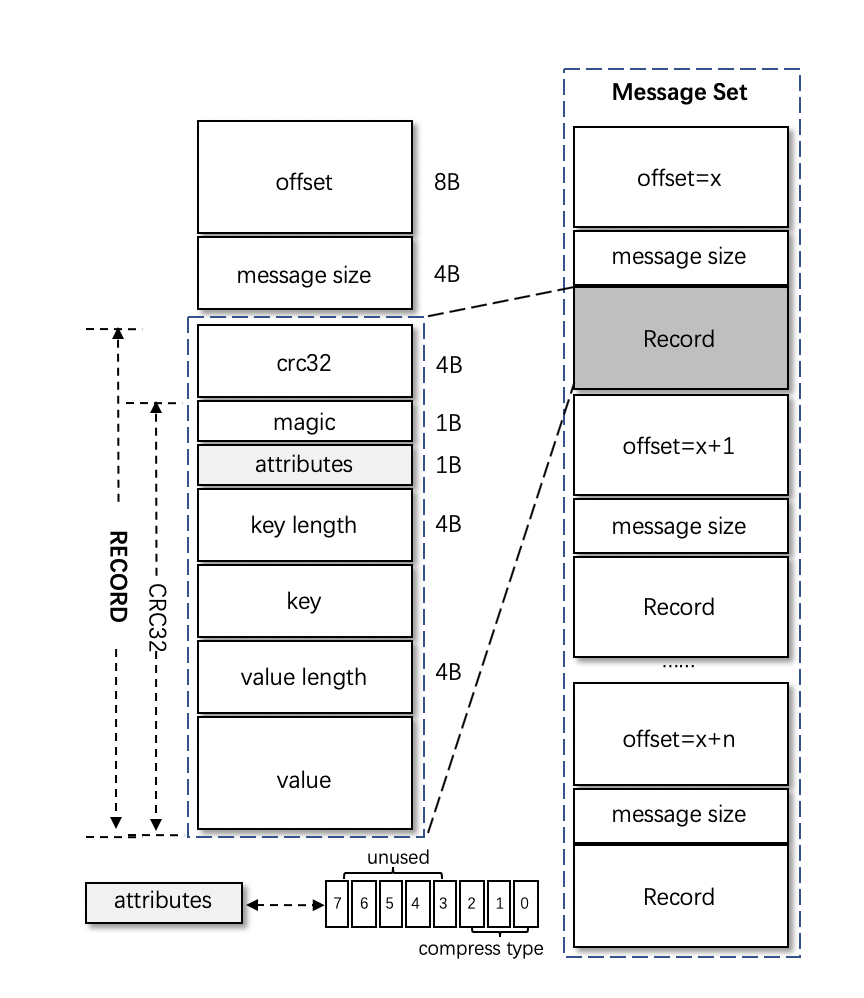 offset
8B
message size
4B
crc32
4B
magic
1B
attributes
1B
key length
4B
key
value length
4B
value
RECORD
CRC32
unused
attributes
7 6 5 4 3 2 1 0
compress type
Message Set
offset=x
message size
Record
offset=x+1
message size
Record
......
offset=x+n
message size
Record